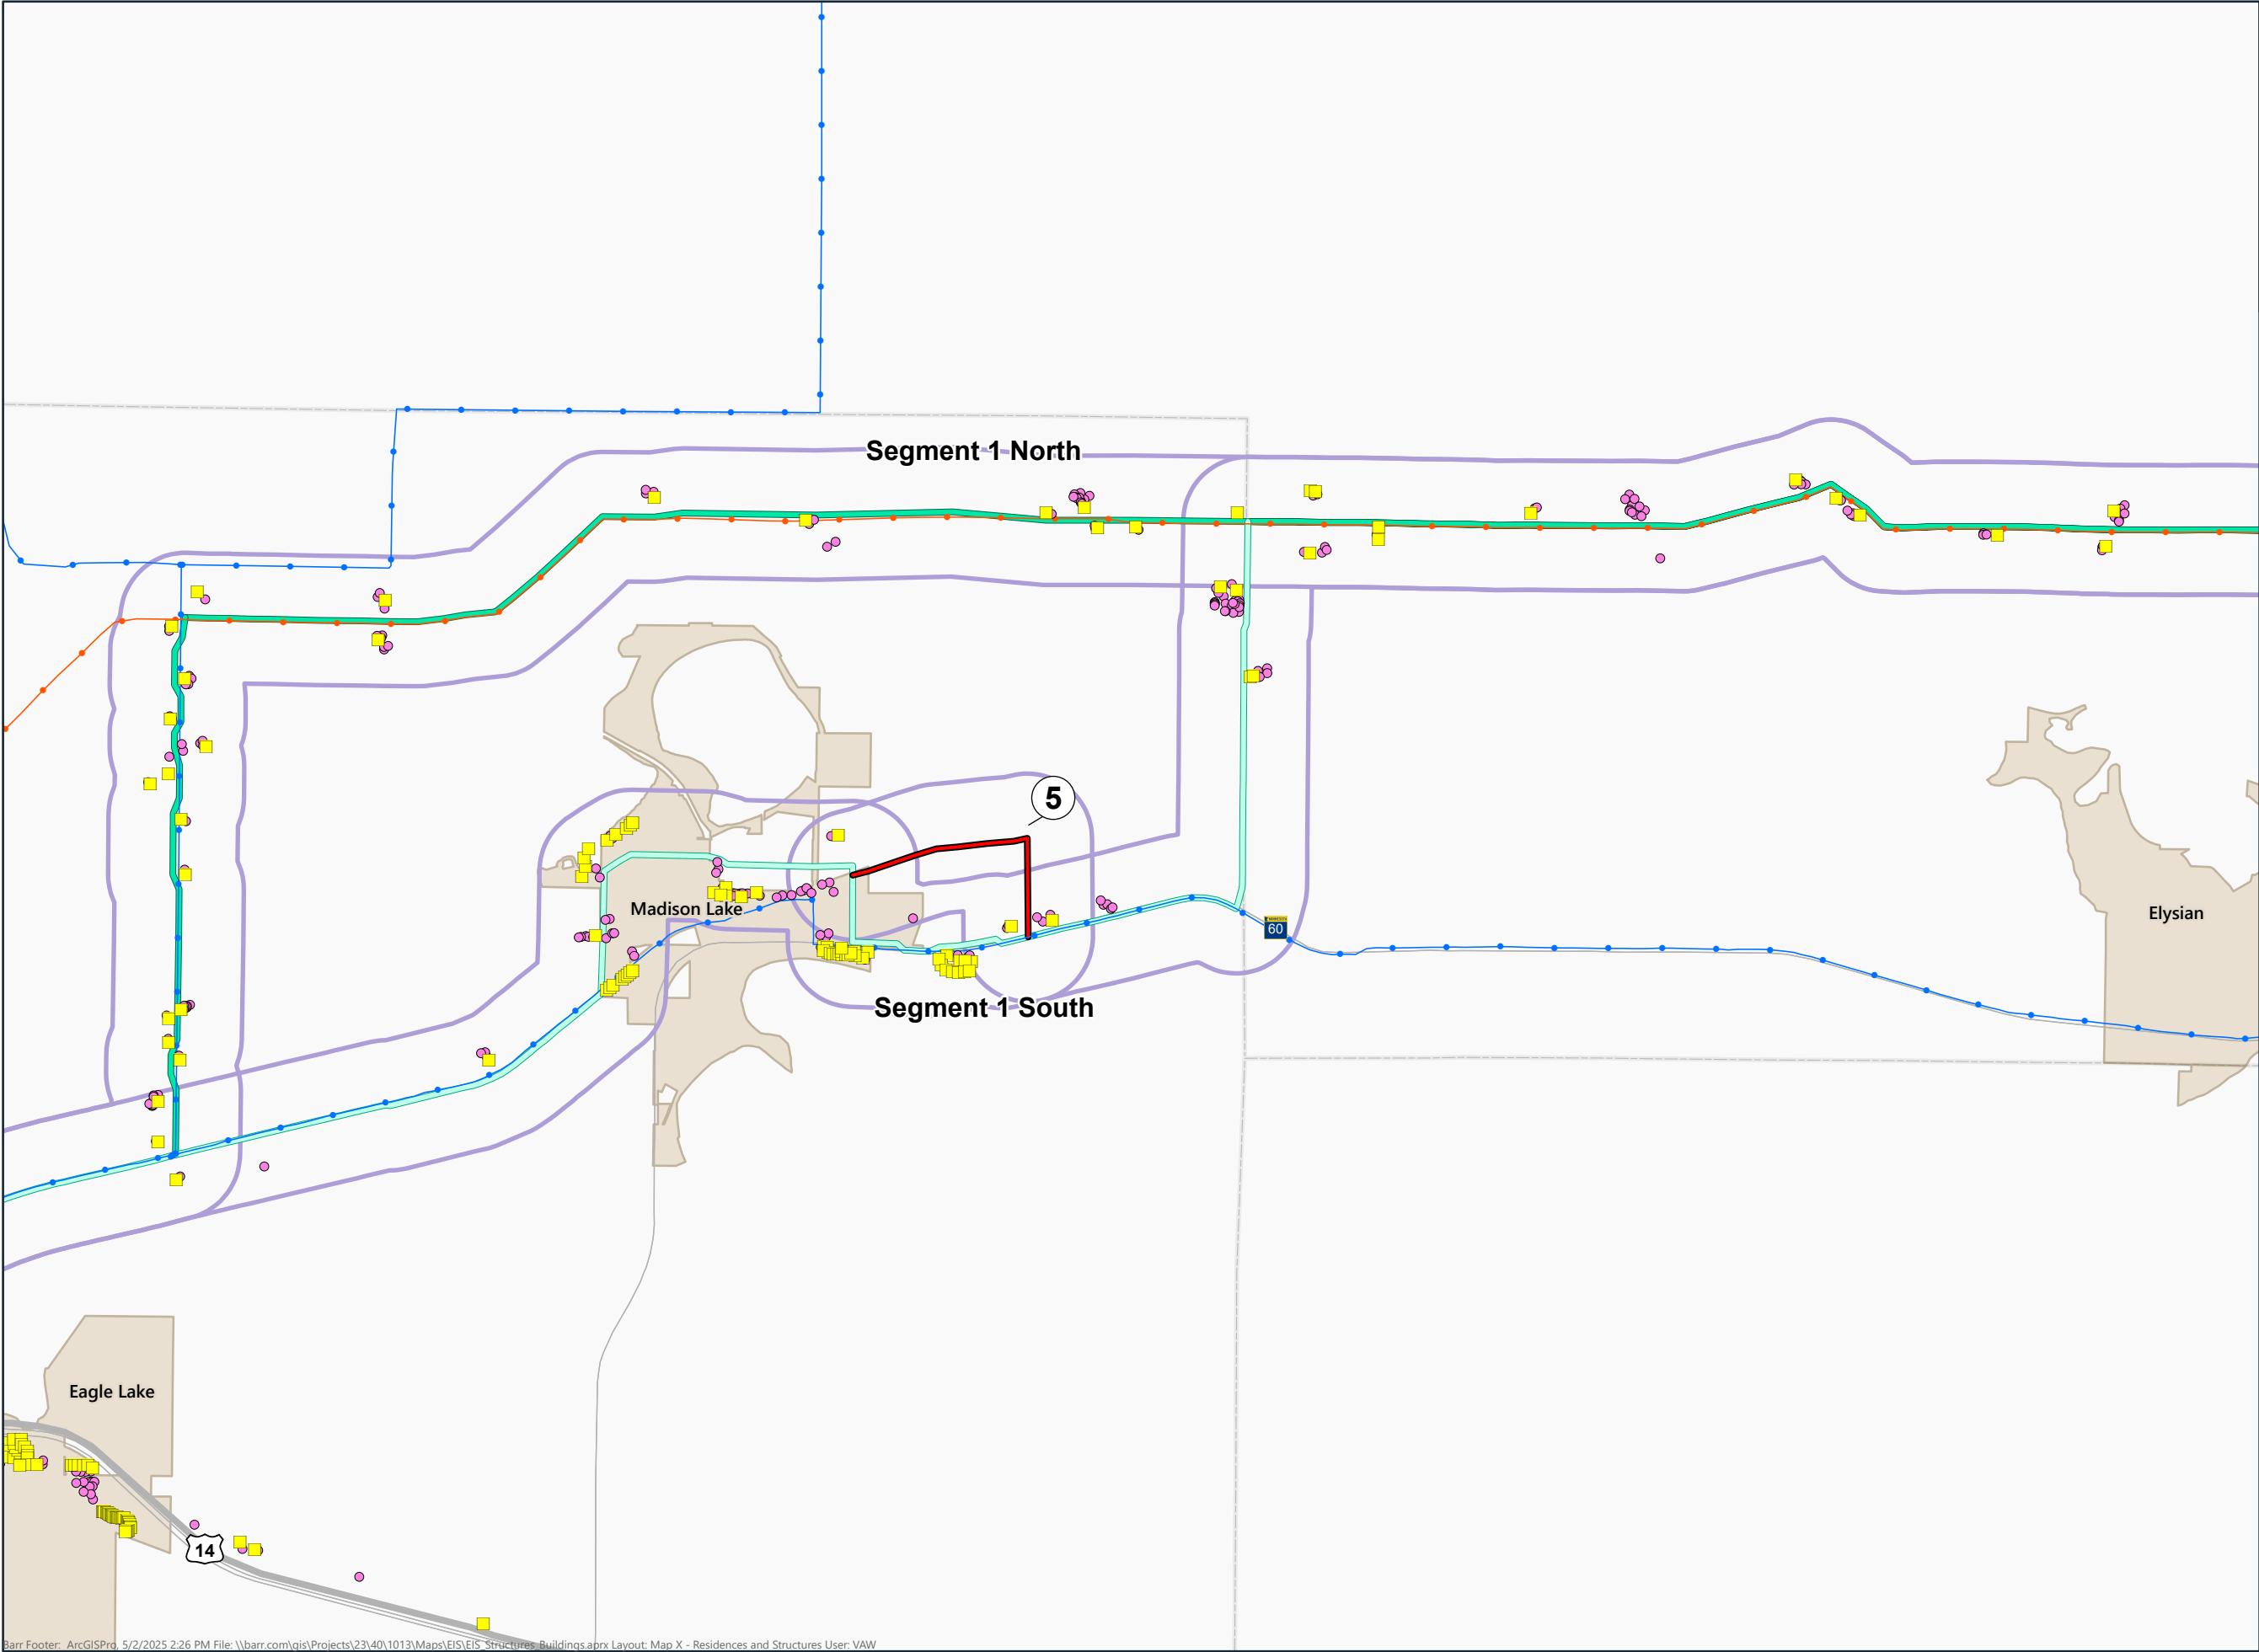 Segment 1 North
5
Madison Lake
MINNESOTA
60
Elysian
Segment 1 South
Eagle Lake
14
Barr Footer: ArcGISPro, 5/2/2025 2:26 PM File: \\barr.com\gis\Projects\23\40\1013\Maps\EIS\EIS_Structures_Buildings.aprx Layout: Map X - Residences and Structures User: VAW